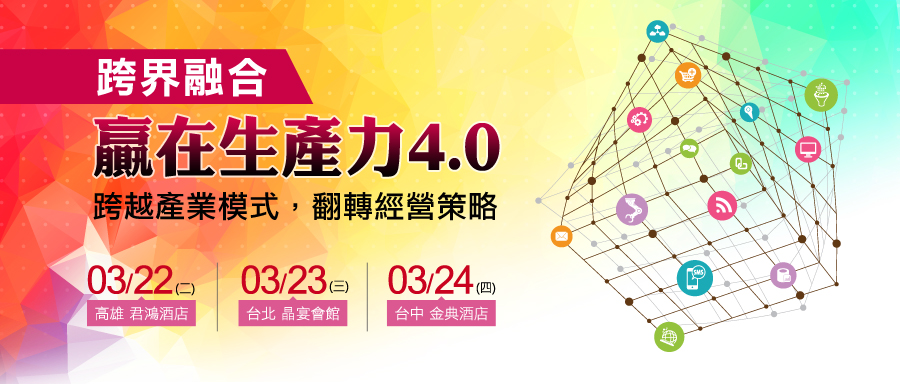 跨界融合
贏在生產力4.0
跨越產業模式，翻轉經營策略
03/22(二)
高雄 君鴻酒店
03/23(三)
台北 晶宴會館
03/24(四)
台中 金典酒店
SMS